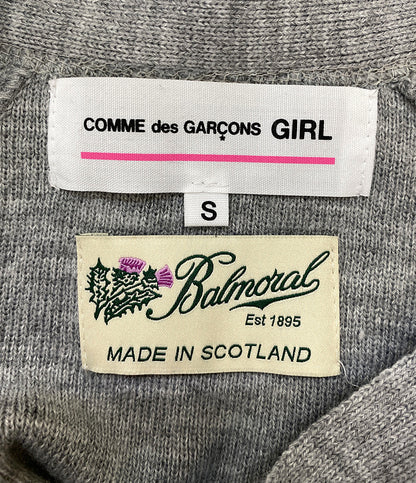 COMME des GARÇONS GIRL
S
Balmoral
Est 1895
MADE IN SCOTLAND